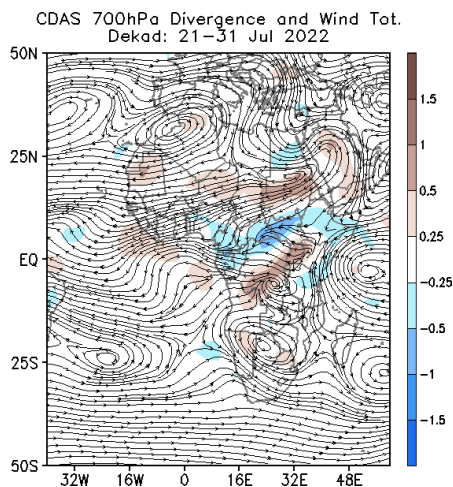 CDAS 700hPa Divergence and Wind Tot.
Dekad: 21-31 Jul 2022
50N
25N
EQ
25S
50S
32W 16W 0 16E 32E 48E
1.5
1
0.5
0.25
-0.25
-0.5
-1
-1.5